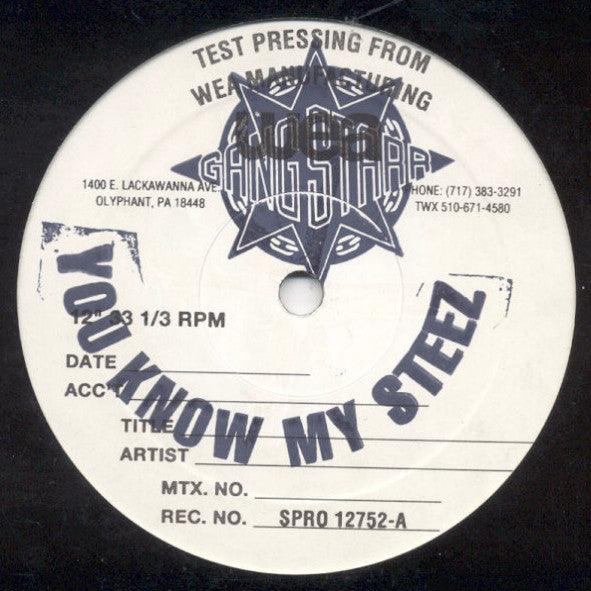 TEST PRESSING FROM
WEA MANUFACTURING
wea
GANGSTARR
1400 E. LACKAWANNA AVE.
OLYPHANT, PA 18448
PHONE: (717) 383-3291
TWX 510-671-4580
12" 33 1/3 RPM
DATE
ACC'T
TITLE
ARTIST
MTX. NO.
REC. NO. SPRO 12752-A
YOU KNOW MY STEEZ